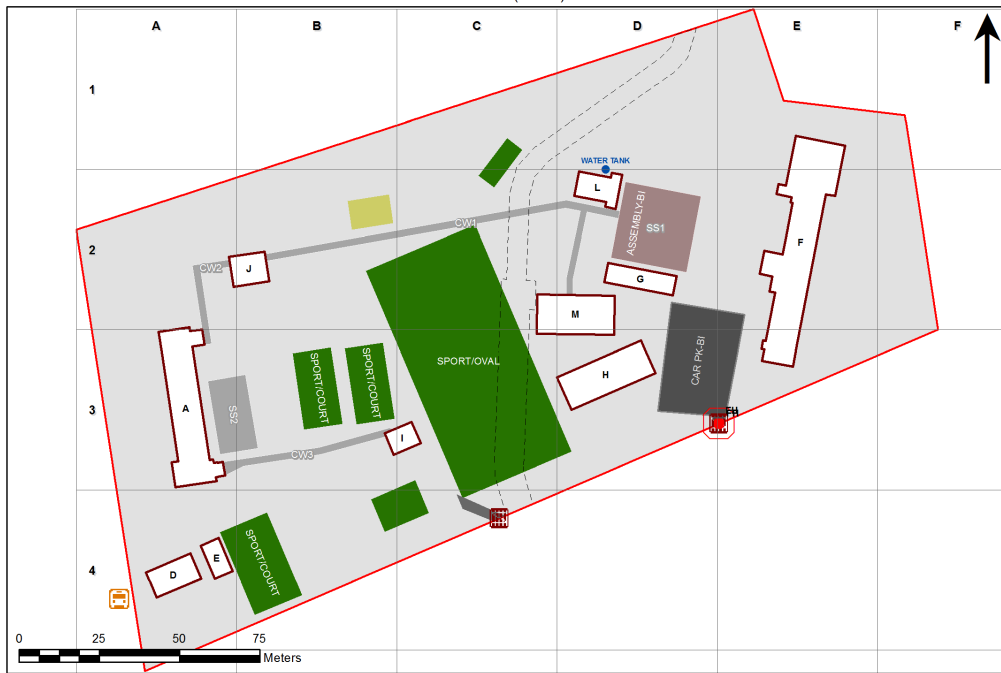 A B C D E F
1
WATER TANK
L
ASSEMBLY-BI
SS1
CW1
2
F
CW2
J
G
M
SPORT/OVAL
CAR PK-BI
H
SPORT/COURT
SPORT/COURT
A
SS2
3
I
CW3
SPORT/COURT
E
D
4
0 25 50 75
Meters